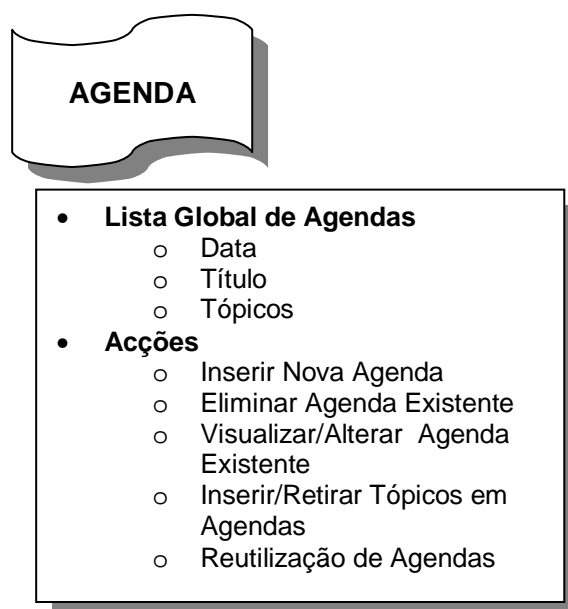 AGENDA
• Lista Global de Agendas
o Data
o Título
o Tópicos
• Acções
o Inserir Nova Agenda
o Eliminar Agenda Existente
o Visualizar/Alterar Agenda
Existente
o Inserir/Retirar Tópicos em
Agendas
o Reutilização de Agendas